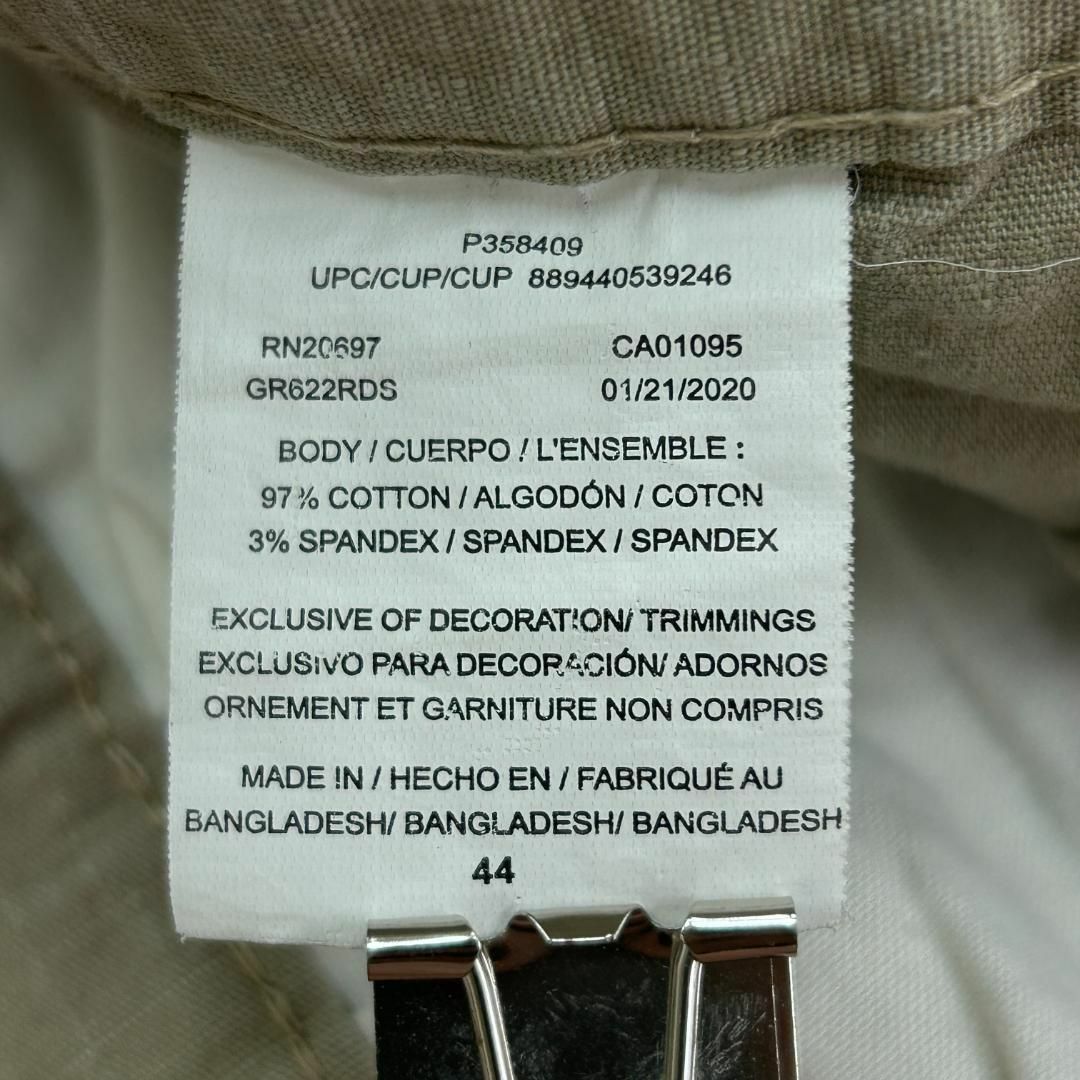 P358409
UPC/CUP/CUP 889440539246
RN20697 CA01095
GR622RDS 01/21/2020
BODY / CUERPO / L'ENSEMBLE :
97% COTTON / ALGODÓN / COTON
3% SPANDEX / SPANDEX / SPANDEX
EXCLUSIVE OF DECORATION/ TRIMMINGS
EXCLUSIVO PARA DECORACIÓN/ ADORNOS
ORNEMENT ET GARNITURE NON COMPRIS
MADE IN / HECHO EN / FABRIQUÉ AU
BANGLADESH/ BANGLADESH/ BANGLADESH
44